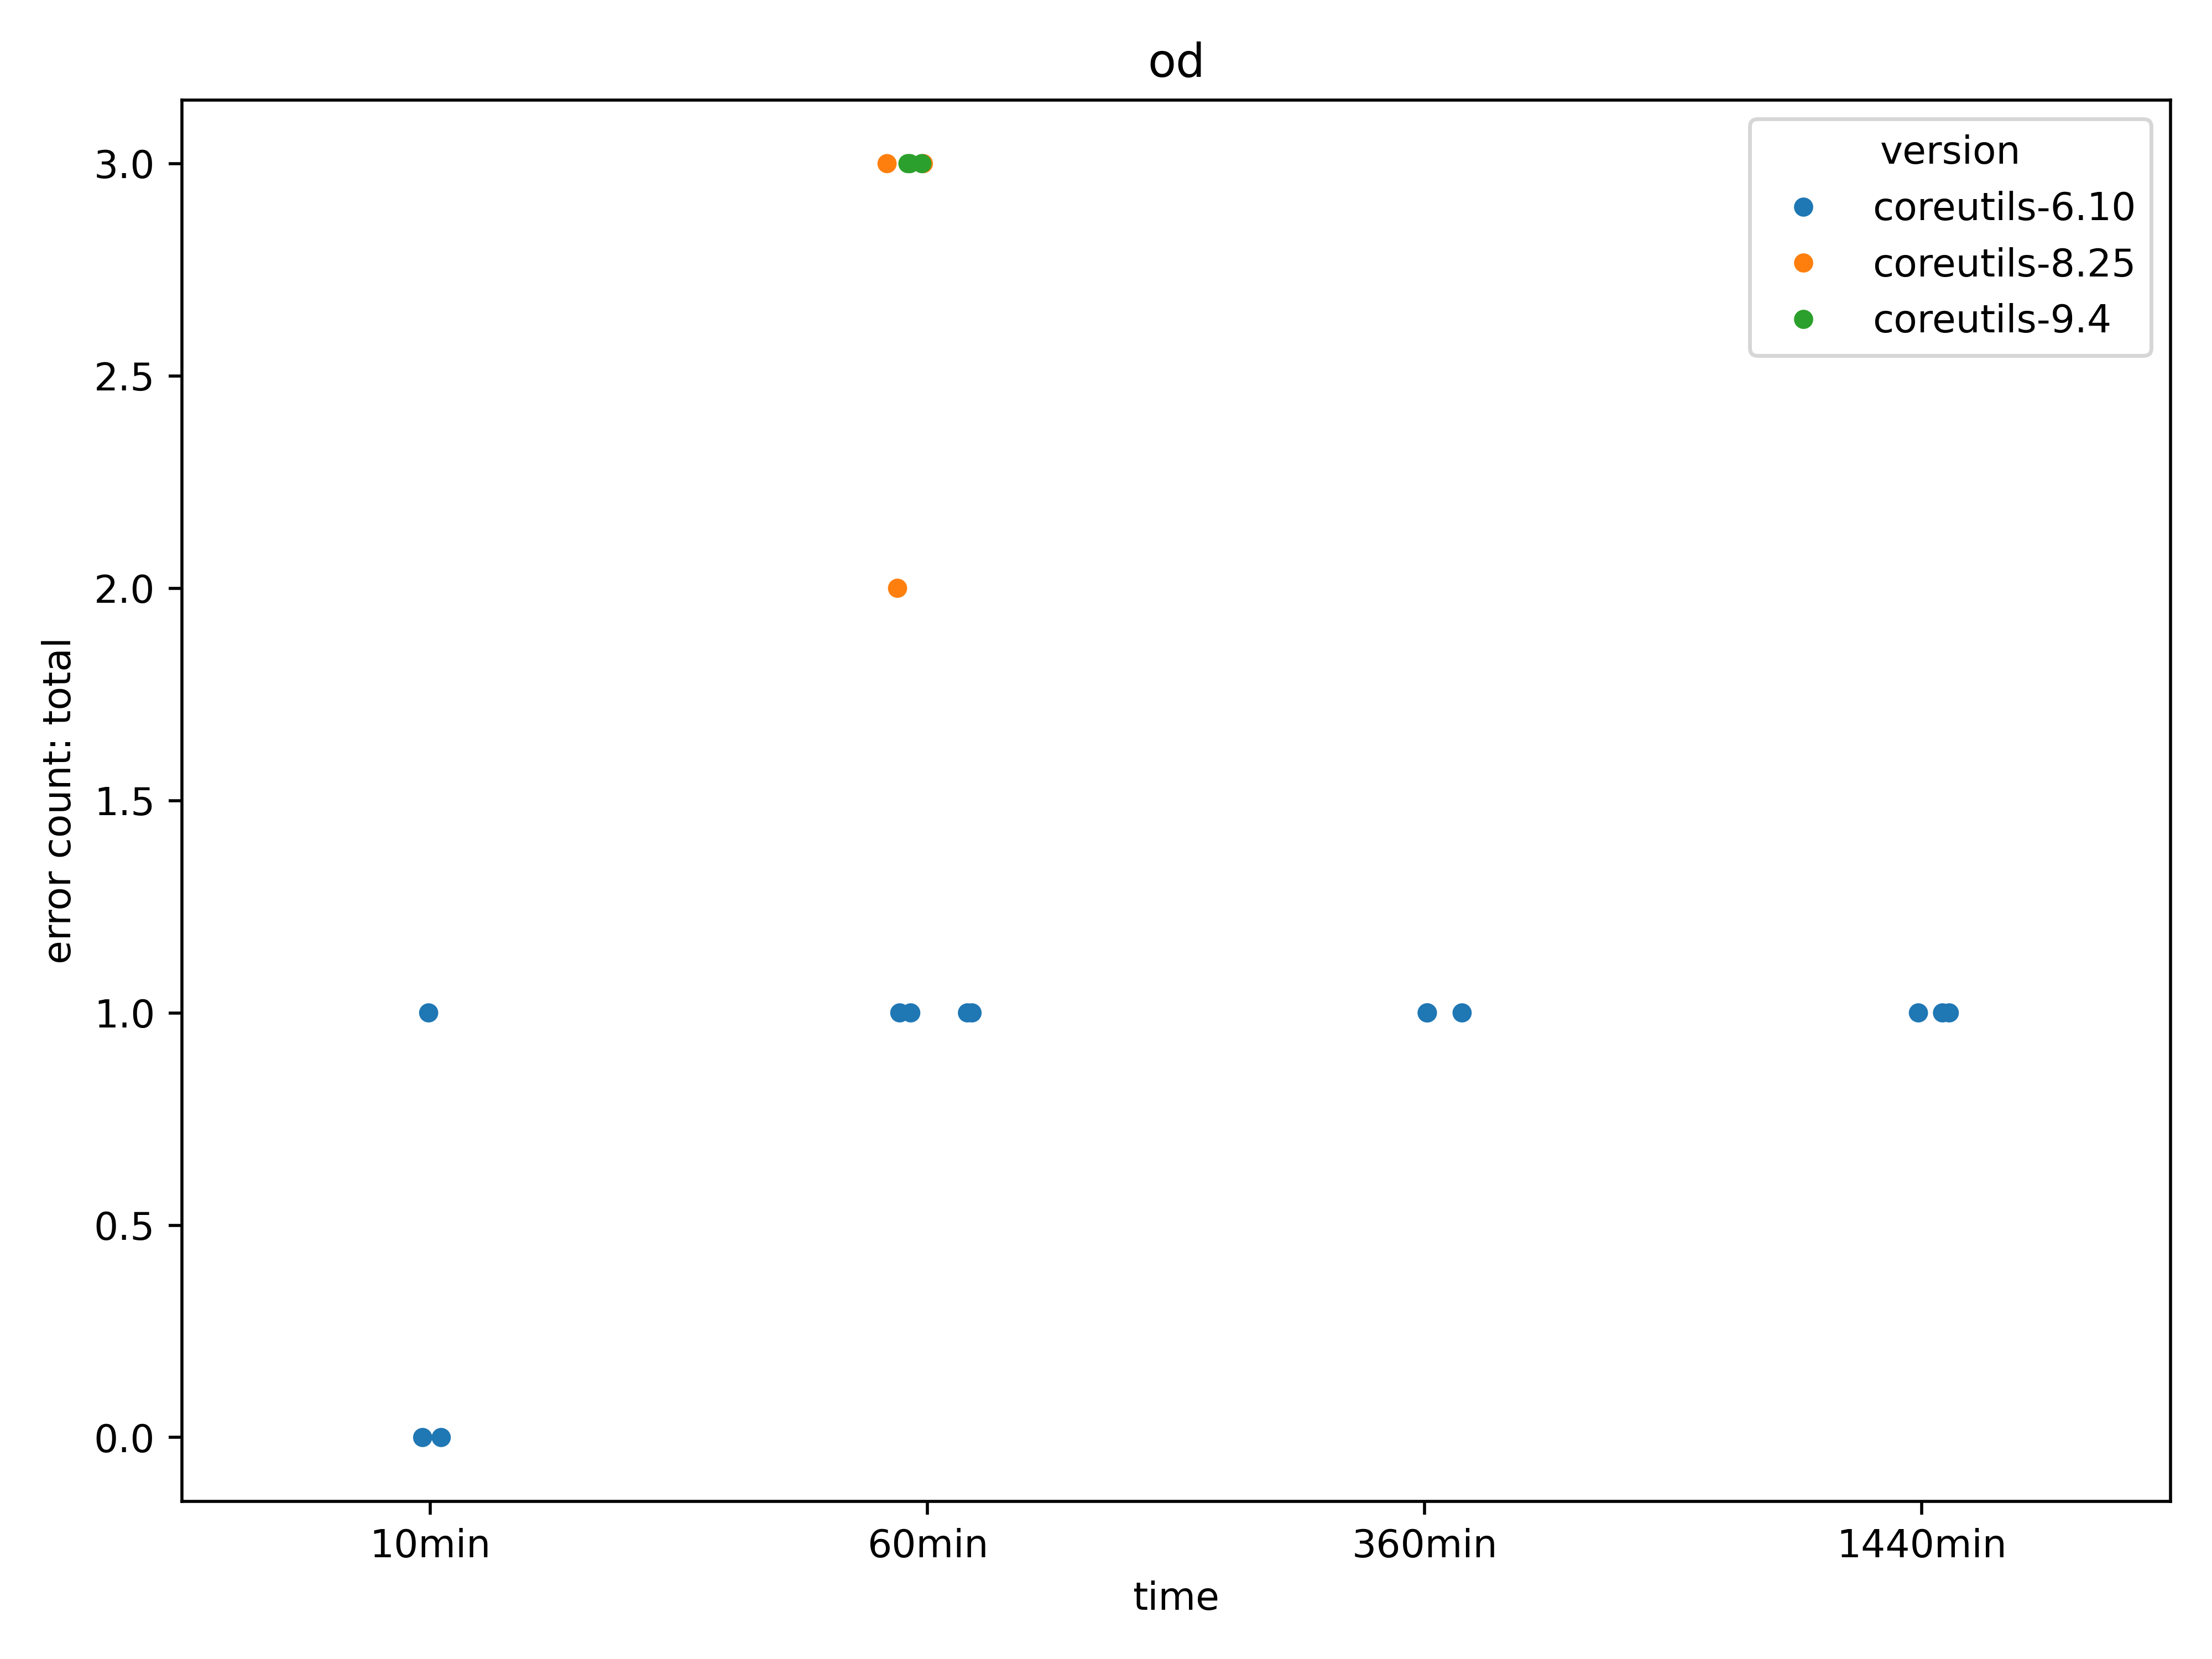 od
version
coreutils-6.10
coreutils-8.25
coreutils-9.4
error count: total
3.0
2.5
2.0
1.5
1.0
0.5
0.0
10min
60min
360min
1440min
time